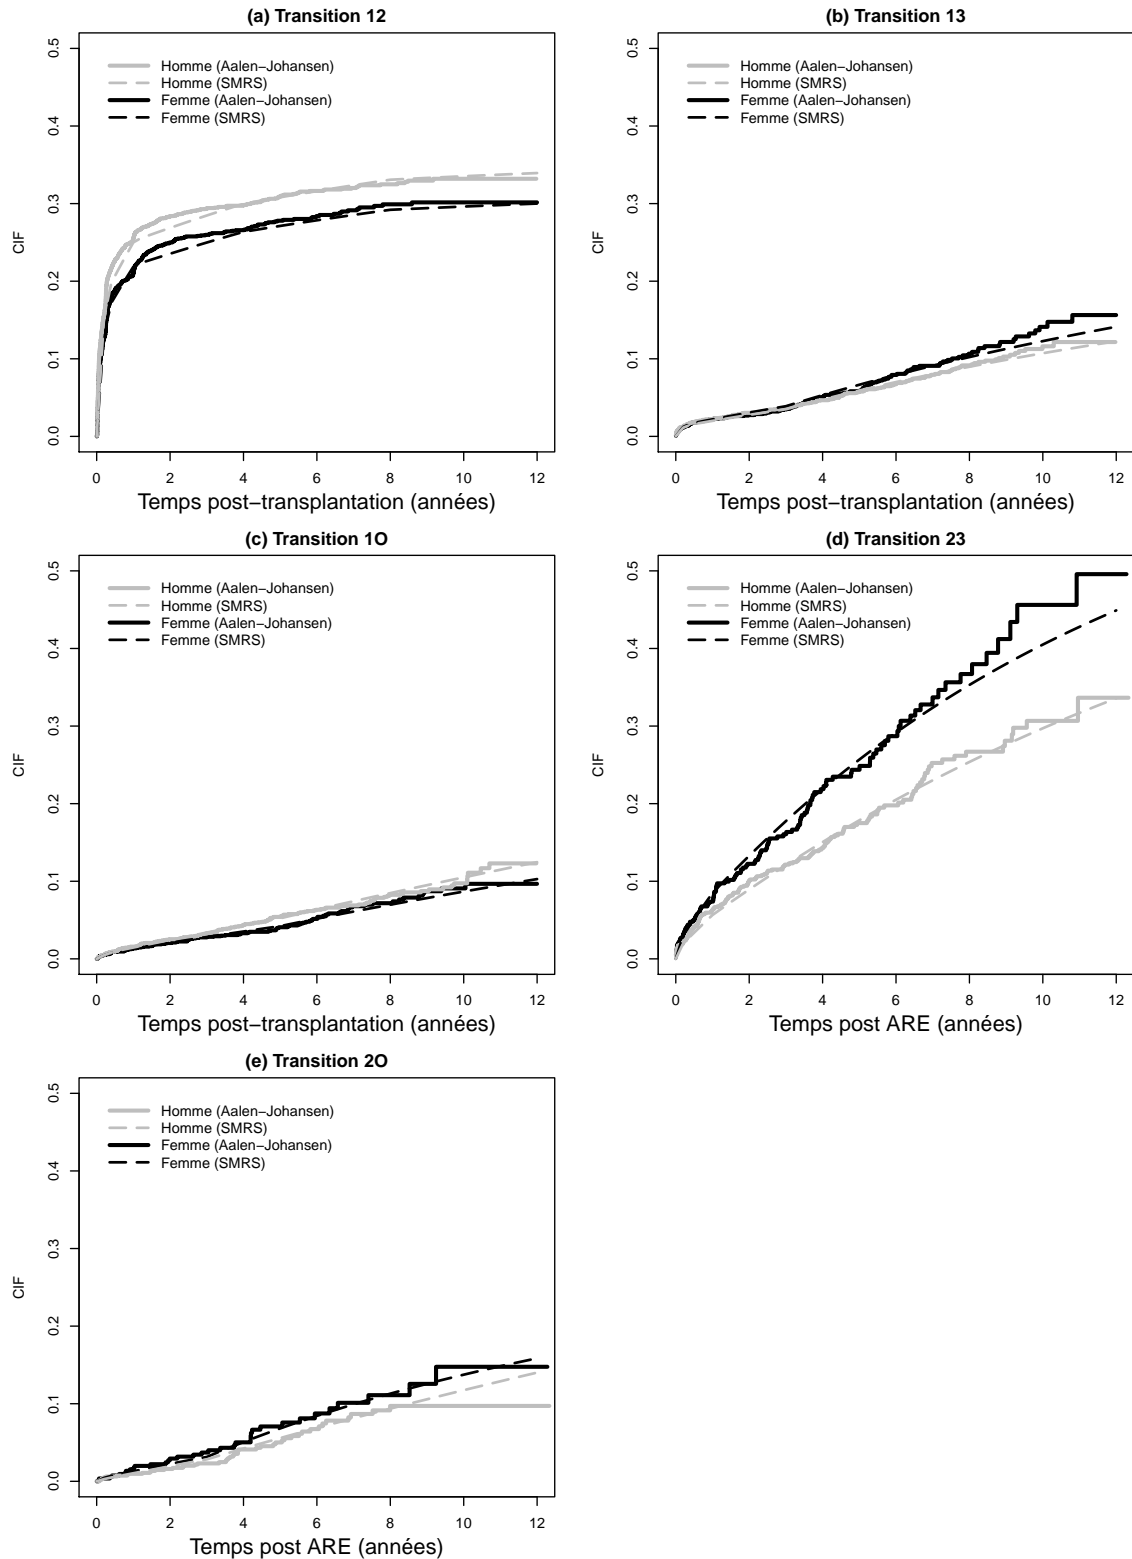 (a) Transition 12
Homme (Aalen−Johansen)
Homme (SMRS)
Femme (Aalen−Johansen)
Femme (SMRS)
CIF
0.5
0.4
0.3
0.2
0.1
0.0
0 2 4 6 8 10 12
Temps post−transplantation (années)
(b) Transition 13
Homme (Aalen−Johansen)
Homme (SMRS)
Femme (Aalen−Johansen)
Femme (SMRS)
CIF
0.5
0.4
0.3
0.2
0.1
0.0
0 2 4 6 8 10 12
Temps post−transplantation (années)
(c) Transition 1O
Homme (Aalen−Johansen)
Homme (SMRS)
Femme (Aalen−Johansen)
Femme (SMRS)
CIF
0.5
0.4
0.3
0.2
0.1
0.0
0 2 4 6 8 10 12
Temps post−transplantation (années)
(d) Transition 23
Homme (Aalen−Johansen)
Homme (SMRS)
Femme (Aalen−Johansen)
Femme (SMRS)
CIF
0.5
0.4
0.3
0.2
0.1
0.0
0 2 4 6 8 10 12
Temps post ARE (années)
(e) Transition 2O
Homme (Aalen−Johansen)
Homme (SMRS)
Femme (Aalen−Johansen)
Femme (SMRS)
CIF
0.5
0.4
0.3
0.2
0.1
0.0
0 2 4 6 8 10 12
Temps post ARE (années)